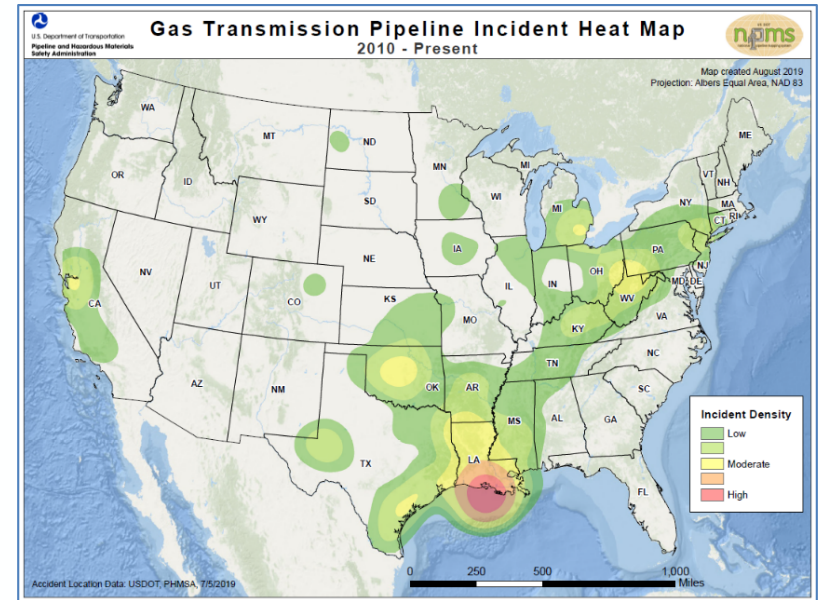 U.S. Department of Transportation
Pipeline and Hazardous Materials
Safety Administration
Gas Transmission Pipeline Incident Heat Map
2010 - Present
npms
Map created August 2019
Projection: Albers Equal Area, NAD 83
WA
MT
ND
MN
MI
ME
OR
ID
WY
SD
WI
MI
NY
VT
NH
MA
CT
RI
NV
UT
CO
NE
IA
IL
IN
OH
PA
NJ
MD
DE
WV
VA
CA
KS
MO
KY
NC
TN
AZ
NM
OK
AR
SC
MS
AL
GA
TX
LA
FL
Incident Density
Low
Moderate
High
0 250 500 1,000
Miles
Accident Location Data: USDOT, PHMSA, 7/5/2019